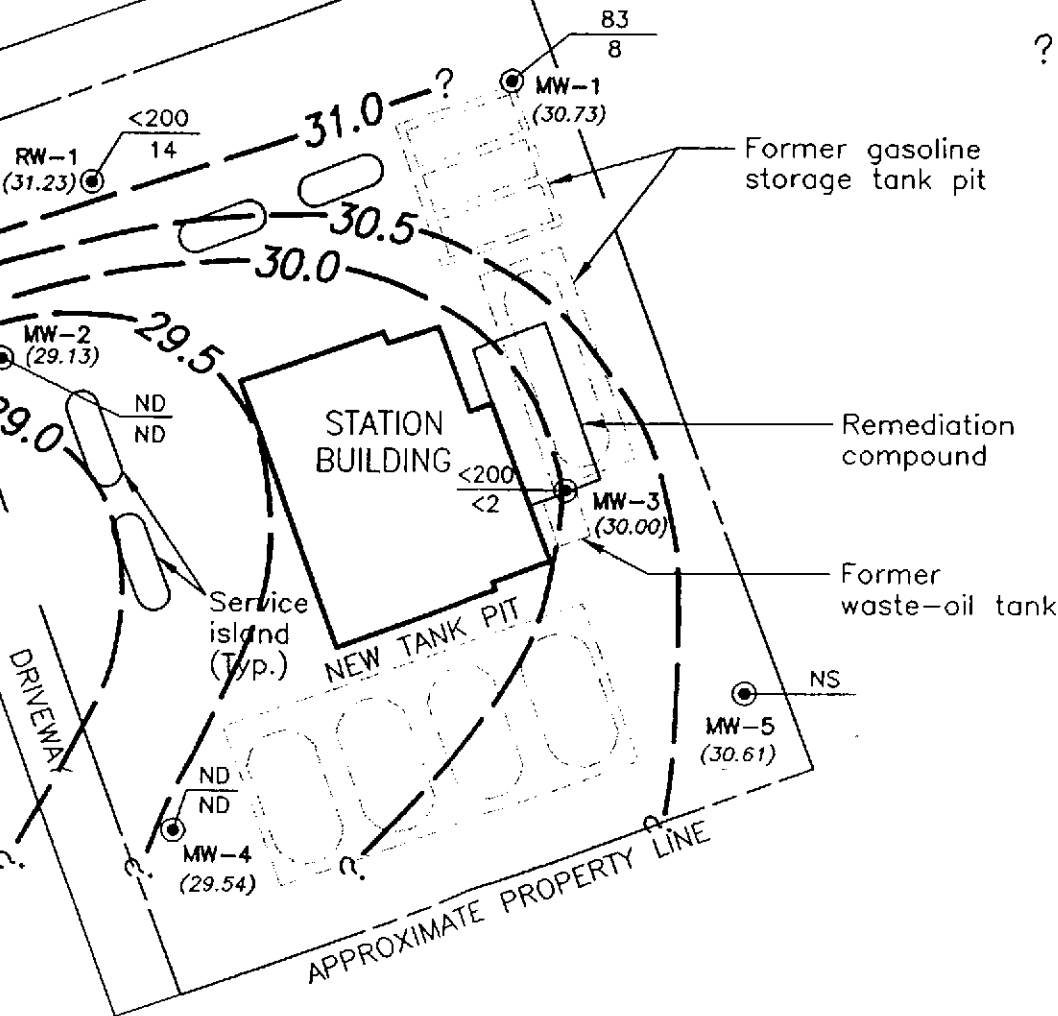 83
8
?
MW-1
(30.73)
?
31.0
<200
14
RW-1
(31.23)
Former gasoline
storage tank pit
30.5
30.0
MW-2
(29.13)
29.5
ND
ND
29.0
STATION
BUILDING
Remediation
compound
<200
<2
MW-3
(30.00)
Former
waste-oil tank
Service
island
(Typ.)
NEW TANK PIT
DRIVEWAY
NS
MW-5
(30.61)
ND
ND
MW-4
(29.54)
?
?
?
?
APPROXIMATE PROPERTY LINE